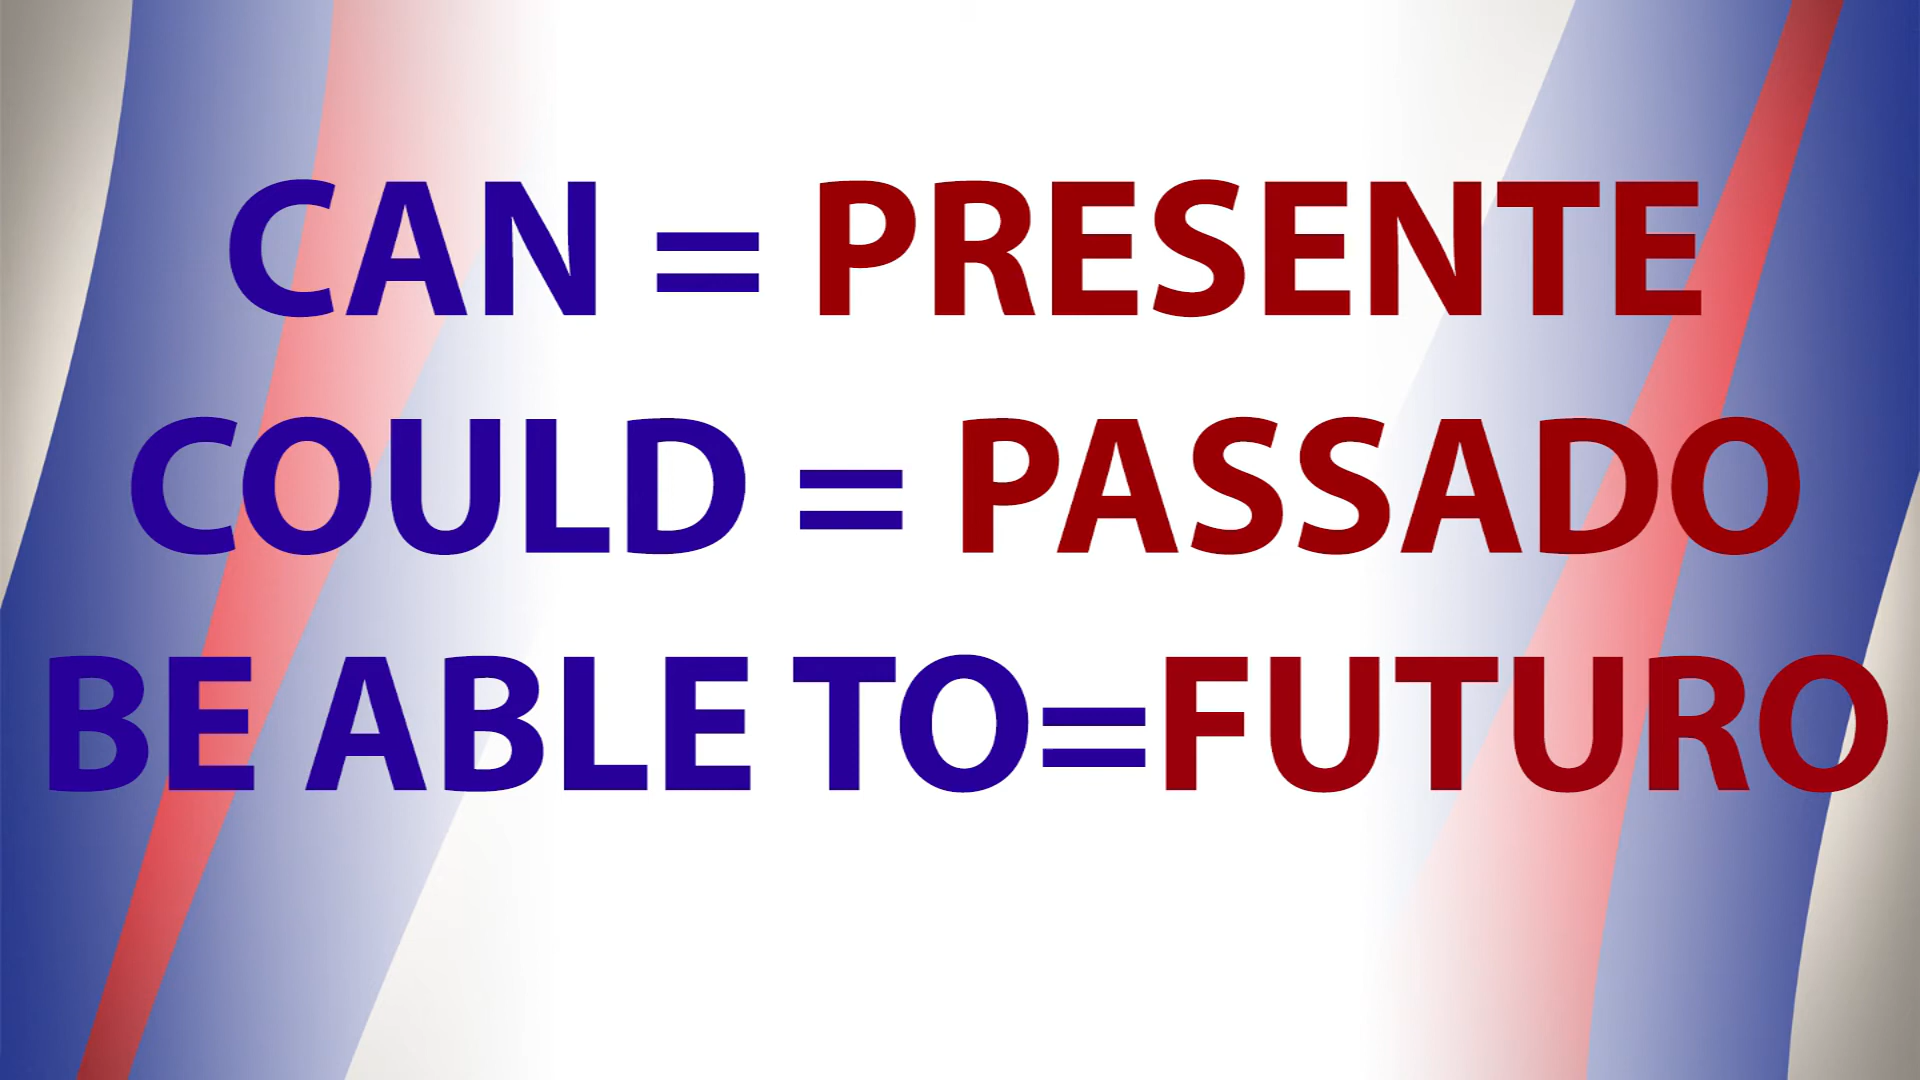 CAN = PRESENTE
COULD = PASSADO
BE ABLE TO=FUTURO